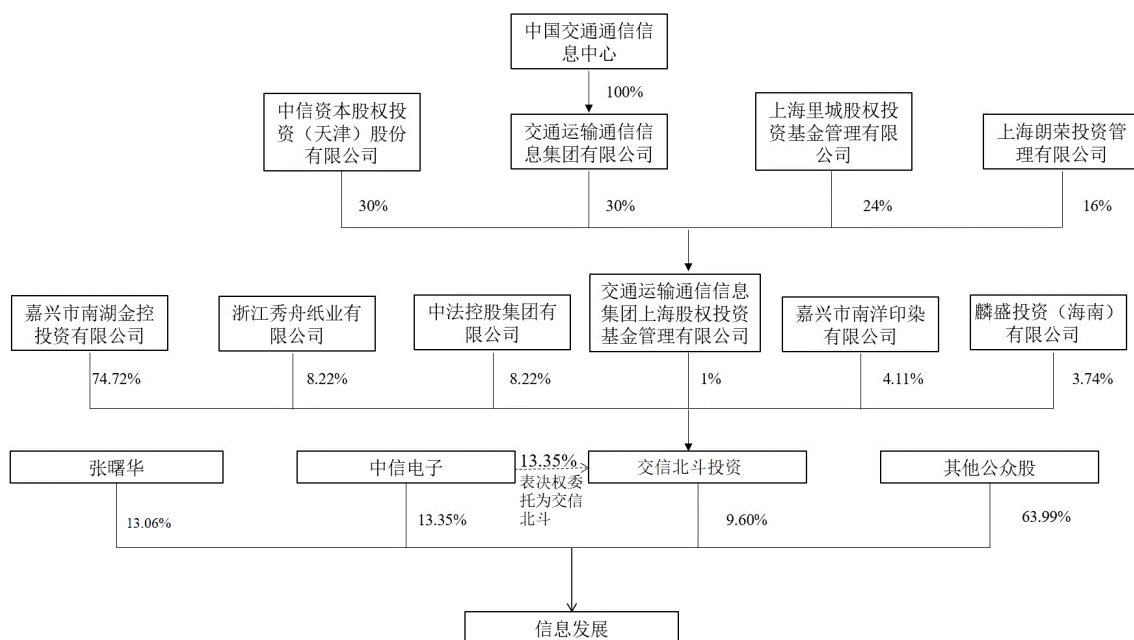 中国交通通信信
息中心
100%
中信资本股权投
资（天津）股份
有限公司
交通运输通信信
息集团有限公司
上海里城股权投
资基金管理有限
公司
上海朗荣投资管
理有限公司
30%
30%
24%
16%
嘉兴市南湖金控
投资有限公司
浙江秀舟纸业有
限公司
中法控股集团有
限公司
交通运输通信信息
集团上海股权投资
基金管理有限公司
嘉兴市南洋印染
有限公司
麟盛投资（海南）
有限公司
74.72%
8.22%
8.22%
1%
4.11%
3.74%
张曙华
中信电子
13.35%
表决权委
托为交信
北斗
交信北斗投资
其他公众股
13.06%
13.35%
9.60%
63.99%
信息发展